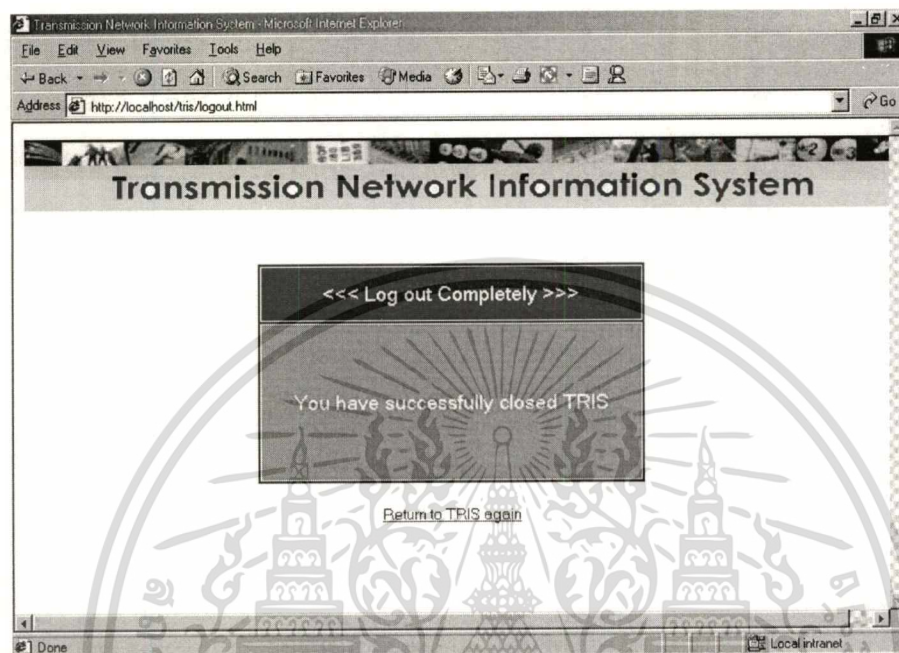 Transmission Network Information System - Microsoft Internet Explorer
File Edit View Favorites Tools Help
Back Search Favorites Media
Address http://localhost/tris/logout.html Go
Transmission Network Information System
<<< Log out Completely >>>
You have successfully closed TRIS
Return to TRIS again
Done Local intranet